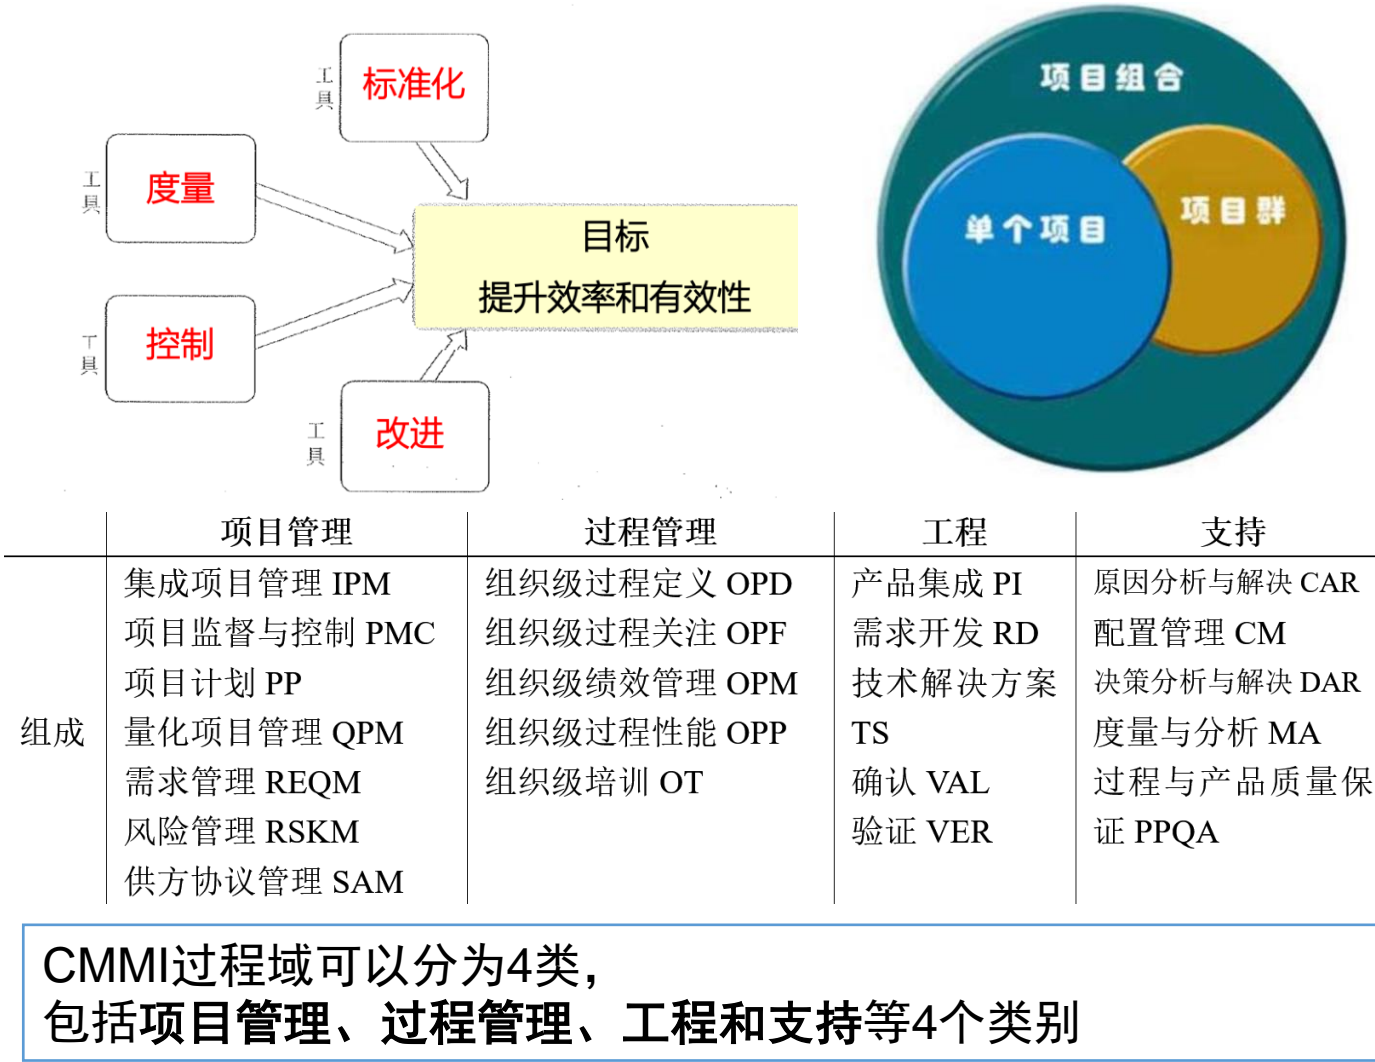 工具
标准化
工具
度量
目标
提升效率和有效性
工具
控制
工具
改进
项目组合
单个项目
项目群
项目管理 过程管理 工程 支持
组成
集成项目管理 IPM
项目监督与控制 PMC
项目计划 PP
量化项目管理 QPM
需求管理 REQM
风险管理 RSKM
供方协议管理 SAM
组织级过程定义 OPD
组织级过程关注 OPF
组织级绩效管理 OPM
组织级过程性能 OPP
组织级培训 OT
产品集成 PI
需求开发 RD
技术解决方案
TS
确认 VAL
验证 VER
原因分析与解决 CAR
配置管理 CM
决策分析与解决 DAR
度量与分析 MA
过程与产品质量保
证 PPQA
CMMI过程域可以分为4类，
包括项目管理、过程管理、工程和支持等4个类别